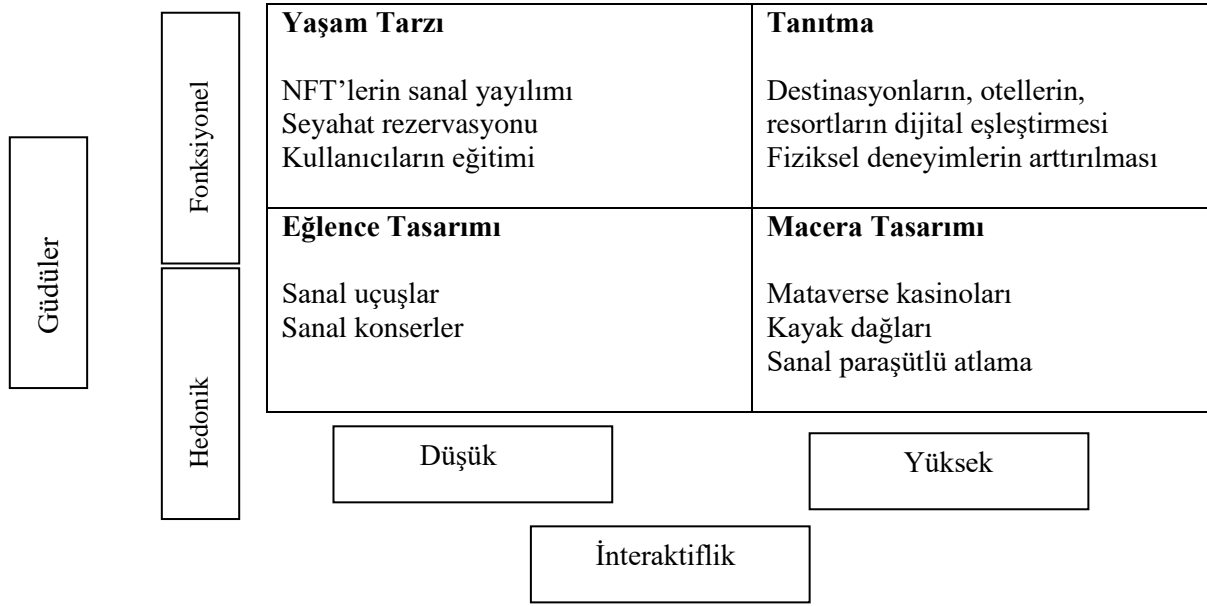 Güdüler
Fonksiyonel
Hedonik
Yaşam Tarzı
NFT’lerin sanal yayılımı
Seyahat rezervasyonu
Kullanıcıların eğitimi
Tanıtma
Destinasyonların, otellerin,
resortların dijital eşleştirmesi
Fiziksel deneyimlerin arttırılması
Eğlence Tasarımı
Sanal uçuşlar
Sanal konserler
Macera Tasarımı
Mataverse kasinoları
Kayak dağları
Sanal paraşütlü atlama
Düşük
Yüksek
İnteraktiflik